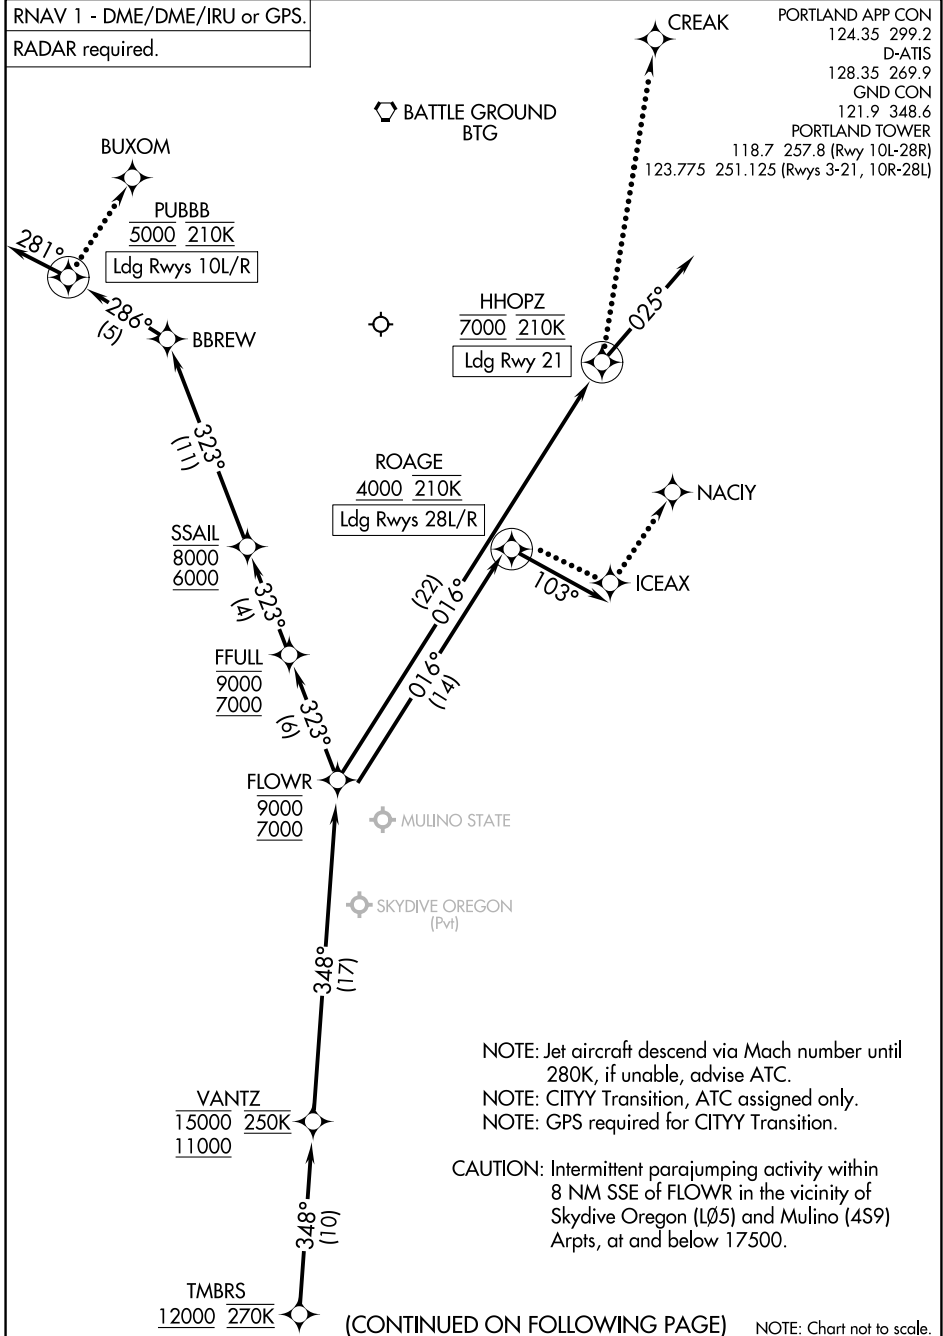 RNAV 1 - DME/DME/IRU or GPS.
RADAR required.
PORTLAND APP CON
124.35 299.2
D-ATIS
128.35 269.9
GND CON
121.9 348.6
PORTLAND TOWER
118.7 257.8 (Rwy 10L-28R)
123.775 251.125 (Rwys 3-21, 10R-28L)
CREAK
BATTLE GROUND
BTG
BUXOM
PUBBB
5000 210K
Ldg Rwys 10L/R
281°
286°
(5)
BBREW
HHOPZ
7000 210K
Ldg Rwy 21
025°
323°
(11)
ROAGE
4000 210K
Ldg Rwys 28L/R
NACIY
SSAIL
8000
6000
103°
ICEAX
(22)
016°
323°
(4)
FFULL
9000
7000
016°
(14)
323°
(6)
FLOWR
9000
7000
MULINO STATE
SKYDIVE OREGON
(Pvt)
348°
(17)
NOTE: Jet aircraft descend via Mach number until
280K, if unable, advise ATC.
NOTE: CITYY Transition, ATC assigned only.
NOTE: GPS required for CITYY Transition.
VANTZ
15000 250K
11000
CAUTION: Intermittent parajumping activity within
8 NM SSE of FLOWR in the vicinity of
Skydive Oregon (LØ5) and Mulino (4S9)
Arpts, at and below 17500.
348°
(10)
TMBRS
12000 270K
(CONTINUED ON FOLLOWING PAGE)
NOTE: Chart not to scale.